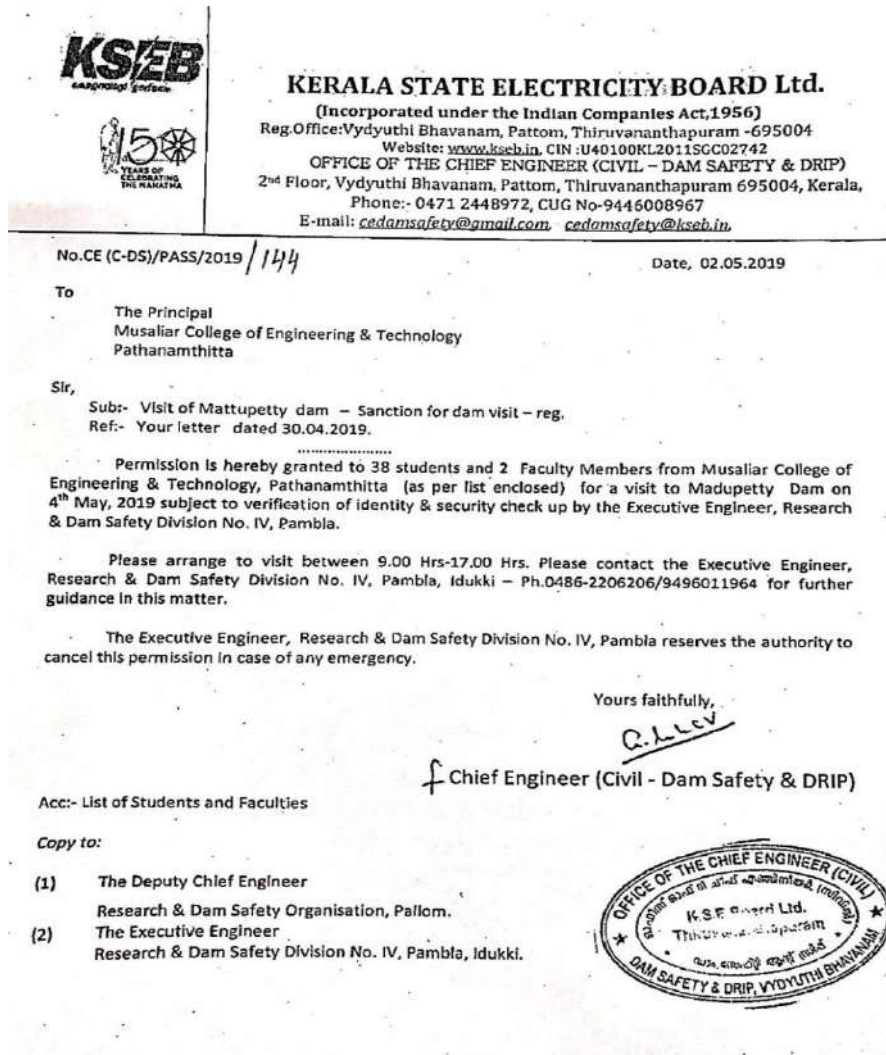 KSEB
150
YEARS OF
CELEBRATING
THE MAHATMA
KERALA STATE ELECTRICITY BOARD Ltd.
(Incorporated under the Indian Companies Act,1956)
Reg.Office:Vydyuthi Bhavanam, Pattom, Thiruvananthapuram -695004
Website: www.kseb.in, CIN :U40100KL2011SGC02742
OFFICE OF THE CHIEF ENGINEER (CIVIL – DAM SAFETY & DRIP)
2nd Floor, Vydyuthi Bhavanam, Pattom, Thiruvananthapuram 695004, Kerala,
Phone:- 0471 2448972, CUG No-9446008967
E-mail: cedamsafety@gmail.com, cedamsafety@kseb.in,
No.CE (C-DS)/PASS/2019/144
Date, 02.05.2019
To
The Principal
Musaliar College of Engineering & Technology
Pathanamthitta
Sir,
Sub:- Visit of Mattupetty dam – Sanction for dam visit – reg.
Ref:- Your letter dated 30.04.2019.
......................
Permission is hereby granted to 38 students and 2 Faculty Members from Musaliar College of
Engineering & Technology, Pathanamthitta (as per list enclosed) for a visit to Madupetty Dam on
4th May, 2019 subject to verification of identity & security check up by the Executive Engineer, Research
& Dam Safety Division No. IV, Pambla.
Please arrange to visit between 9.00 Hrs-17.00 Hrs. Please contact the Executive Engineer,
Research & Dam Safety Division No. IV, Pambla, Idukki – Ph.0486-2206206/9496011964 for further
guidance in this matter.
The Executive Engineer, Research & Dam Safety Division No. IV, Pambla reserves the authority to
cancel this permission in case of any emergency.
Yours faithfully,
Chief Engineer (Civil - Dam Safety & DRIP)
Acc:- List of Students and Faculties
Copy to:
(1) The Deputy Chief Engineer
Research & Dam Safety Organisation, Pallom.
(2) The Executive Engineer
Research & Dam Safety Division No. IV, Pambla, Idukki.
OFFICE OF THE CHIEF ENGINEER (CIVIL)
K.S.E Board Ltd.
Thiruvananthapuram
DAM SAFETY & DRIP, VYDYUTHI BHAVANAM